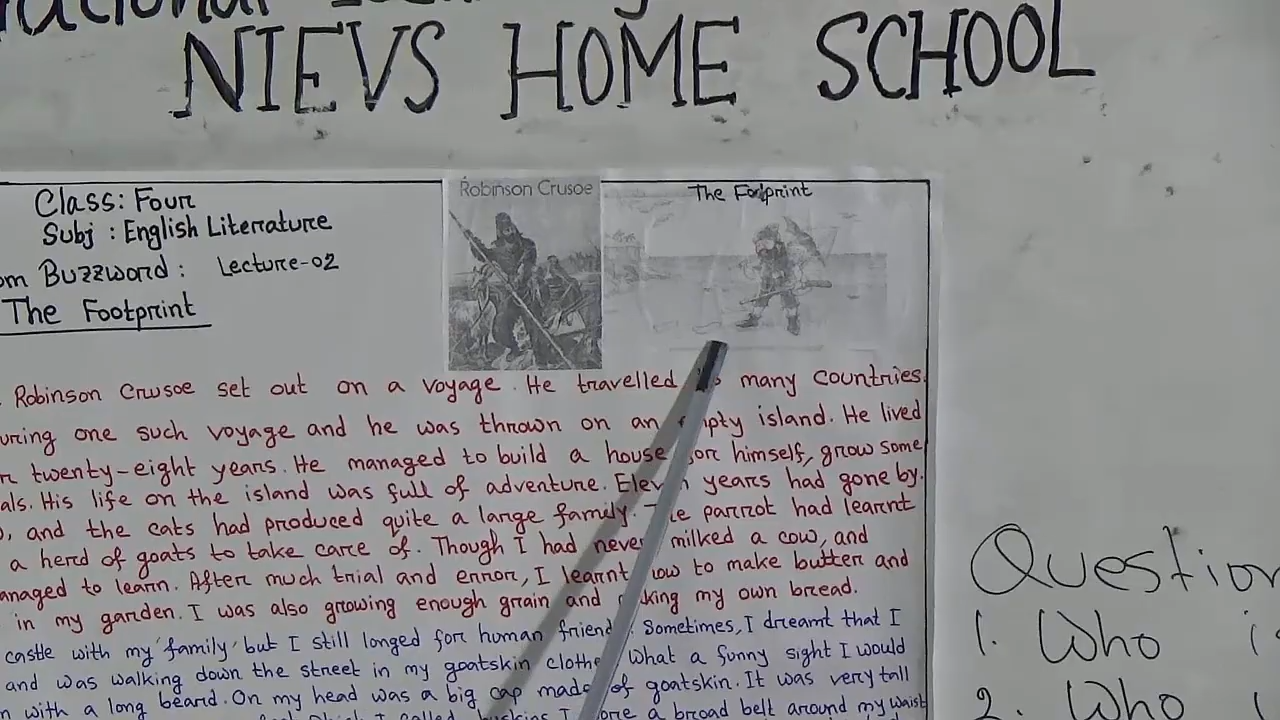 NIEVS HOME SCHOOL
Class: Four
Subj : English Literature
Buzzword : Lecture-02
The Footprint
Robinson Crusoe
The Footprint
Robinson Crusoe set out on a voyage. He travelled many countries.
one such voyage and he was thrown on an island. He lived
twenty-eight years. He managed to build a house for himself, grow some
His life on the island was full of adventure. Eleven years had gone by.
and the cats had produced quite a large family. The parrot had learnt
a herd of goats to take care of. Though I had never milked a cow, and
to learn. After much trial and error, I learnt how to make butter and
in my garden. I was also growing enough grain and my own bread.
castle with my 'family' but I still longed for human Sometimes, I dreamt that I
and was walking down the street in my goatskin What a funny sight I would
with a long beard. On my head was a big cap made of goatskin. It was very tall
I called a broad belt around my waist
Question
1. Who
2. Who